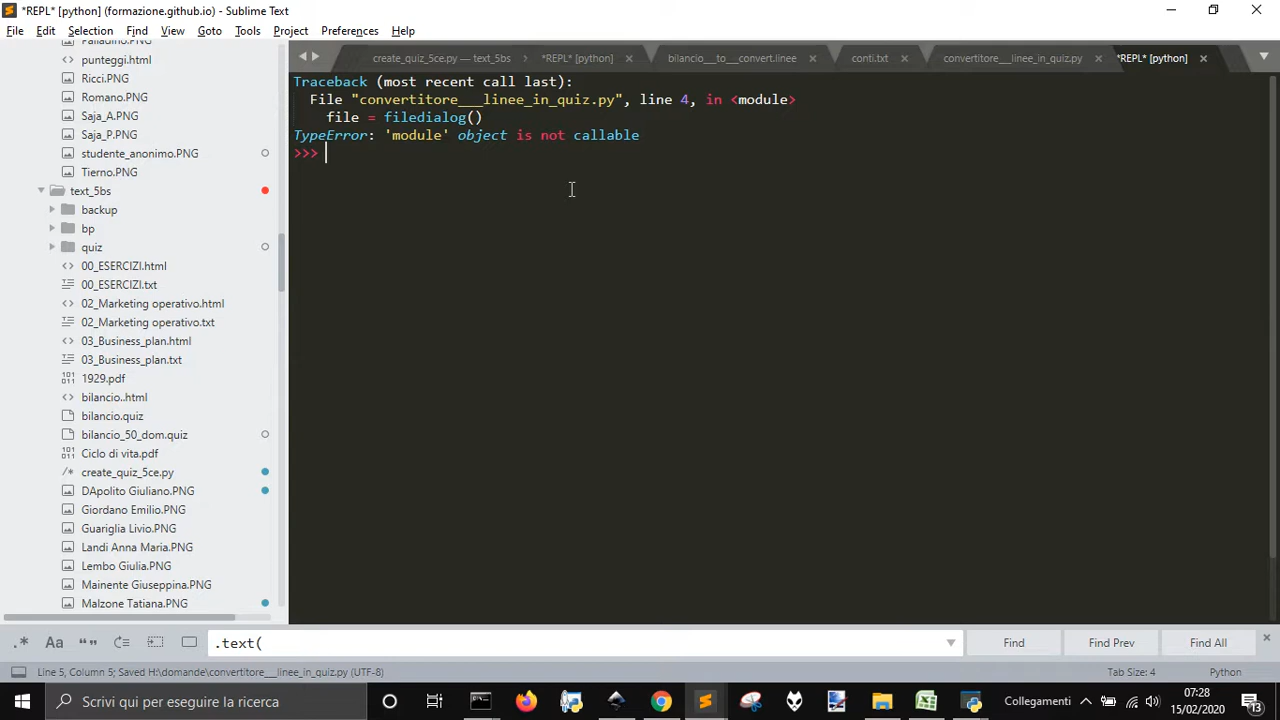 *REPL* [python] (formazione.github.io) - Sublime Text
File Edit Selection Find View Goto Tools Project Preferences Help
create_quiz_5ce.py — text_5bs *REPL* [python] bilancio__to__convert.linee conti.txt convertitore__linee_in_quiz.py *REPL* [python]
Palladino.PNG
punteggi.html
Ricci.PNG
Romano.PNG
Saja_A.PNG
Saja_P.PNG
studente_anonimo.PNG
Tierno.PNG
text_5bs
backup
bp
quiz
00_ESERCIZI.html
00_ESERCIZI.txt
02_Marketing operativo.html
02_Marketing operativo.txt
03_Business_plan.html
03_Business_plan.txt
1929.pdf
bilancio..html
bilancio.quiz
bilancio_50_dom.quiz
Ciclo di vita.pdf
create_quiz_5ce.py
DApolito Giuliano.PNG
Giordano Emilio.PNG
Guariglia Livio.PNG
Landi Anna Maria.PNG
Lembo Giulia.PNG
Mainente Giuseppina.PNG
Malzone Tatiana.PNG
Traceback (most recent call last):
File "convertitore___linee_in_quiz.py", line 4, in <module>
file = filedialog()
TypeError: 'module' object is not callable
>>>
.* Aa “” .text( Find Find Prev Find All
Line 5, Column 5; Saved H:\domande\convertitore__linee_in_quiz.py (UTF-8) Tab Size: 4 Python
Scrivi qui per eseguire la ricerca Collegamenti 07:28
15/02/2020 13